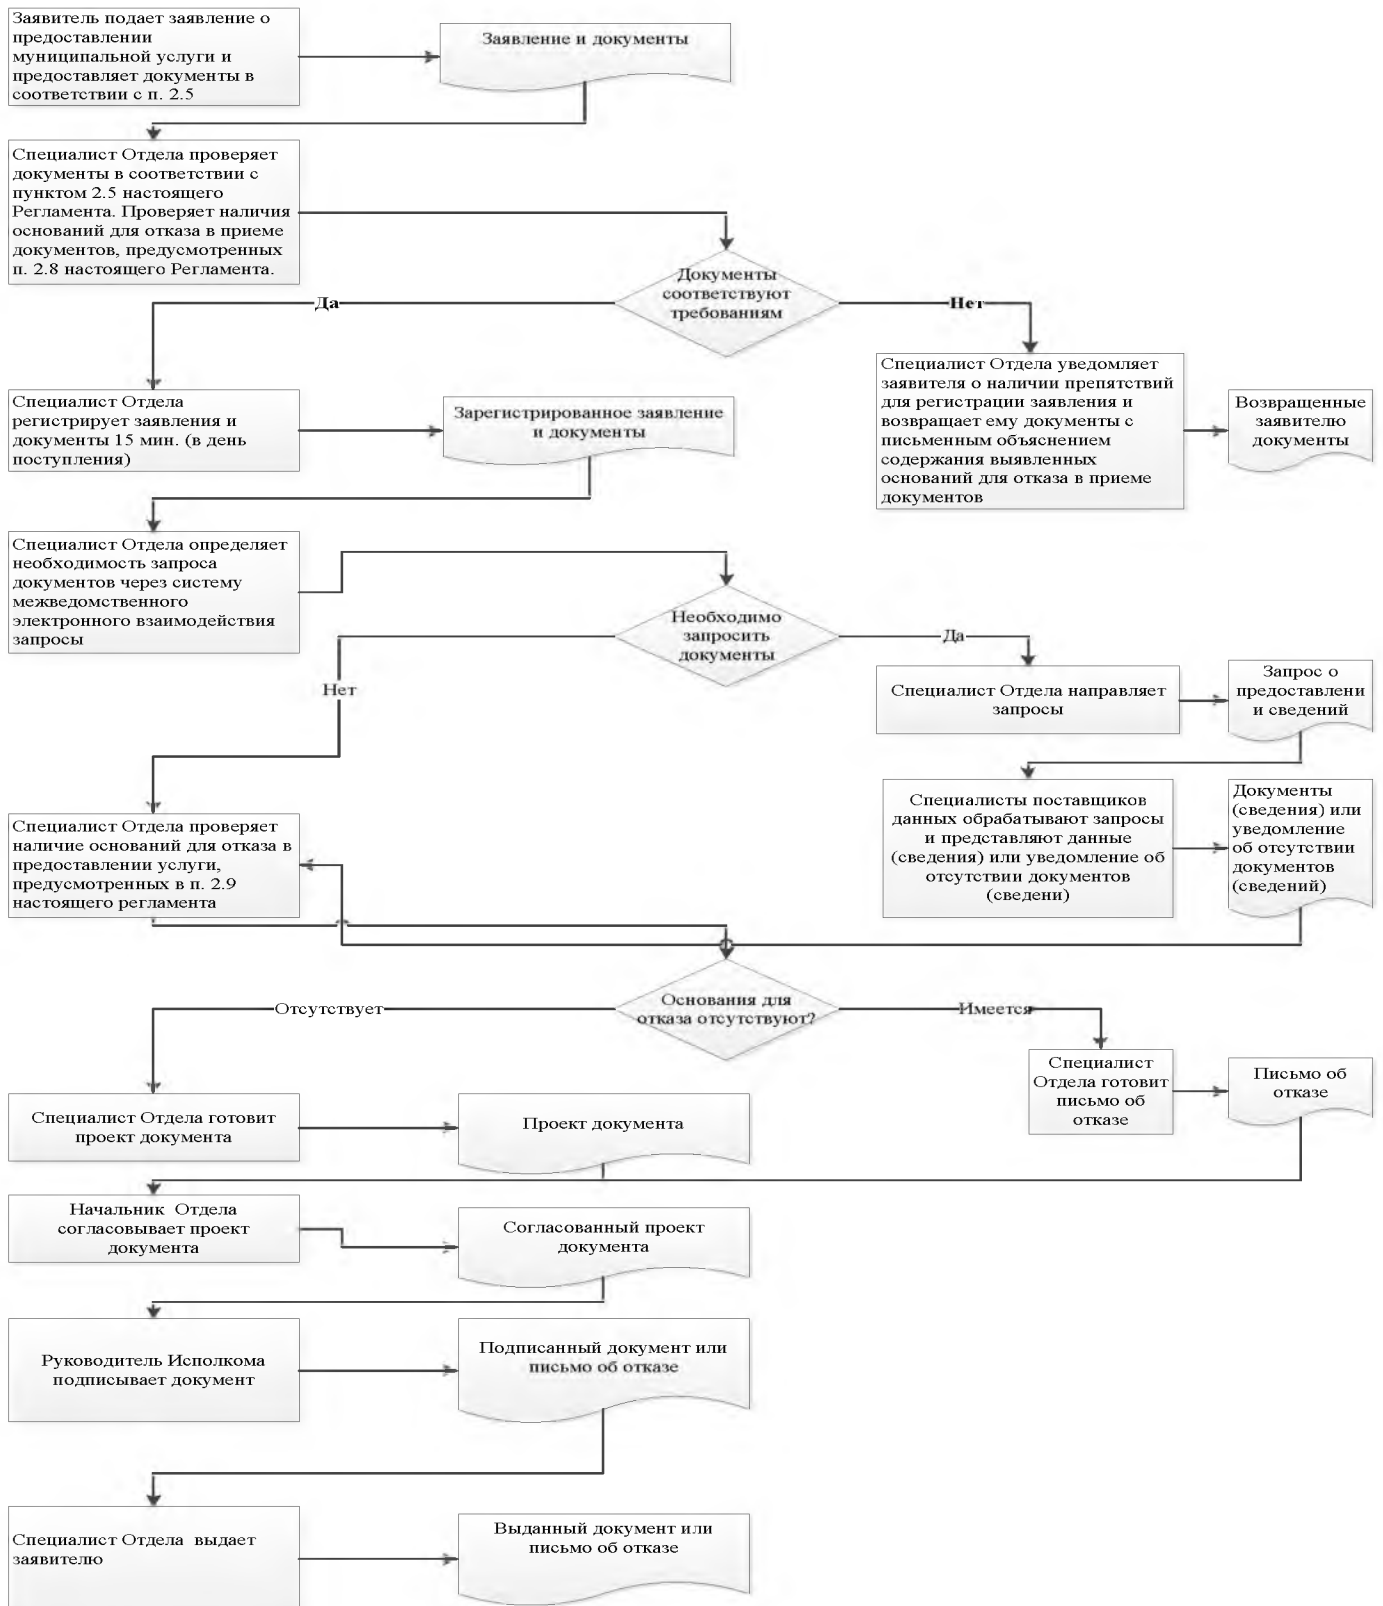 Заявитель подает заявление о
предоставлении
муниципальной услуги и
предоставляет документы в
соответствии с п. 2.5
Заявление и документы
Специалист Отдела проверяет
документы в соответствии с
пунктом 2.5 настоящего
Регламента. Проверяет наличия
оснований для отказа в приеме
документов, предусмотренных
п. 2.8 настоящего Регламента.
Документы
соответствуют
требованиям
Да
Нет
Специалист Отдела
регистрирует заявления и
документы 15 мин. (в день
поступления)
Зарегистрированное заявление
и документы
Специалист Отдела уведомляет
заявителя о наличии препятствий
для регистрации заявления и
возвращает ему документы с
письменным объяснением
содержания выявленных
оснований для отказа в приеме
документов
Возвращенные
заявителю
документы
Специалист Отдела определяет
необходимость запроса
документов через систему
межведомственного
электронного взаимодействия
запросы
Необходимо
запросить
документы
Да
Нет
Специалист Отдела направляет
запросы
Запрос о
предоставлени
и сведений
Специалисты поставщиков
данных обрабатывают запросы
и представляют данные
(сведения) или уведомление об
отсутствии документов
(сведени)
Документы
(сведения) или
уведомление
об отсутствии
документов
(сведений)
Специалист Отдела проверяет
наличие оснований для отказа в
предоставлении услуги,
предусмотренных в п. 2.9
настоящего регламента
Основания для
отказа отсутствуют?
Отсутствует
Имеется
Специалист
Отдела готовит
письмо об
отказе
Письмо об
отказе
Специалист Отдела готовит
проект документа
Проект документа
Начальник Отдела
согласовывает проект
документа
Согласованный проект
документа
Руководитель Исполкома
подписывает документ
Подписанный документ или
письмо об отказе
Специалист Отдела выдает
заявителю
Выданный документ или
письмо об отказе